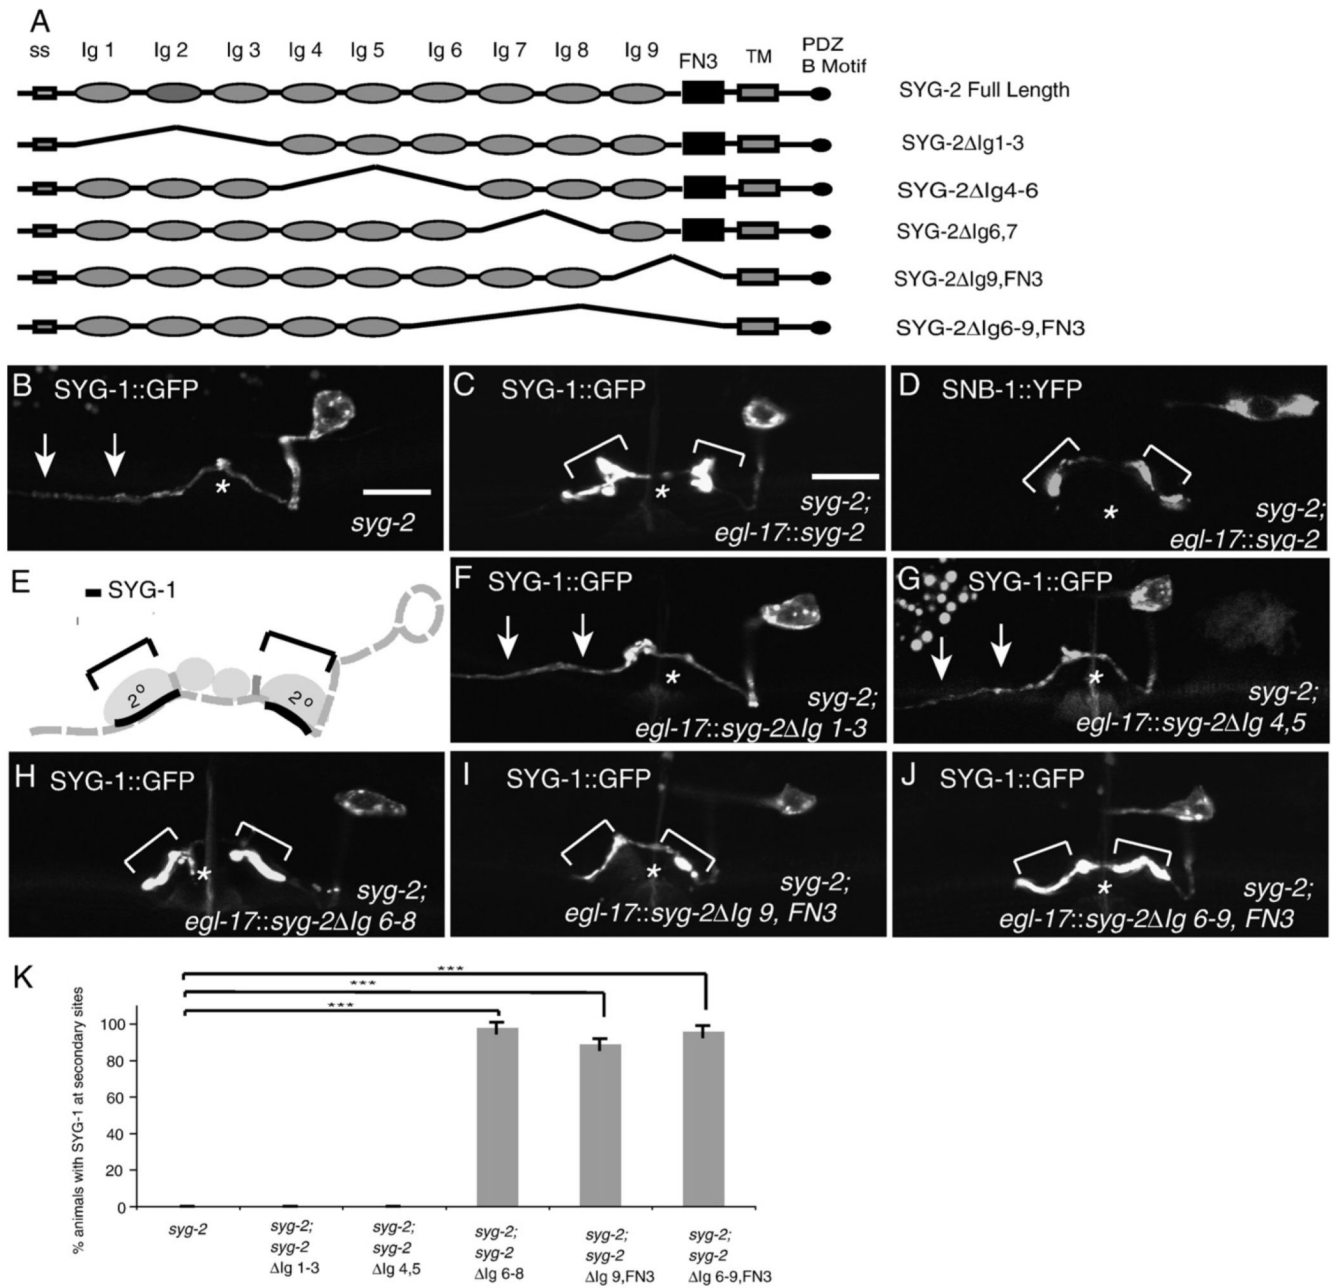 A
ss Ig 1 Ig 2 Ig 3 Ig 4 Ig 5 Ig 6 Ig 7 Ig 8 Ig 9 FN3 TM PDZ
B Motif
SYG-2 Full Length
SYG-2ΔIg1-3
SYG-2ΔIg4-6
SYG-2ΔIg6,7
SYG-2ΔIg9,FN3
SYG-2ΔIg6-9,FN3
B SYG-1::GFP
*
syg-2
C SYG-1::GFP
*
syg-2;
egl-17::syg-2
D SNB-1::YFP
*
syg-2;
egl-17::syg-2
E SYG-1
2° 2°
F SYG-1::GFP
*
syg-2;
egl-17::syg-2ΔIg 1-3
G SYG-1::GFP
*
syg-2;
egl-17::syg-2ΔIg 4,5
H SYG-1::GFP
*
syg-2;
egl-17::syg-2ΔIg 6-8
I SYG-1::GFP
*
syg-2;
egl-17::syg-2ΔIg 9, FN3
J SYG-1::GFP
*
syg-2;
egl-17::syg-2ΔIg 6-9, FN3
K
% animals with SYG-1 at secondary sites
***
***
***
100
80
60
40
20
0
syg-2
syg-2;
syg-2
ΔIg 1-3
syg-2;
syg-2
ΔIg 4,5
syg-2;
syg-2
ΔIg 6-8
syg-2;
syg-2
ΔIg 9,FN3
syg-2;
syg-2
ΔIg 6-9,FN3